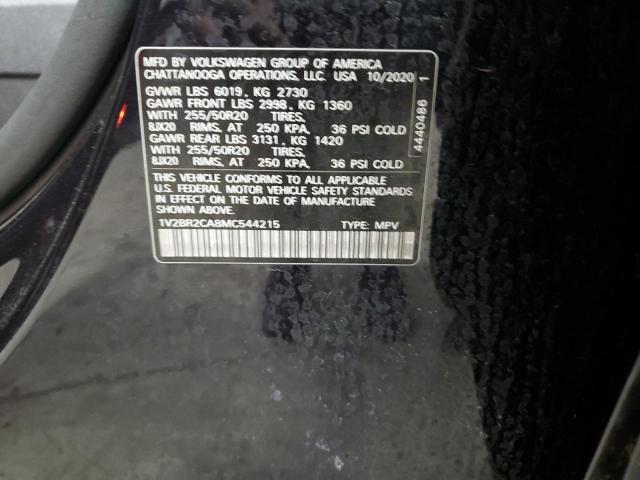 MFD BY VOLKSWAGEN GROUP OF AMERICA
CHATTANOOGA OPERATIONS, LLC. USA 10/2020
GVWR LBS 6019, KG 2730
GAWR FRONT LBS 2998, KG 1360
WITH 255/50R20 TIRES,
8JX20 RIMS, AT 250 KPA, 36 PSI COLD
GAWR REAR LBS 3131, KG 1420
WITH 255/50R20 TIRES,
8JX20 RIMS, AT 250 KPA, 36 PSI COLD
THIS VEHICLE CONFORMS TO ALL APPLICABLE
U.S. FEDERAL MOTOR VEHICLE SAFETY STANDARDS
IN EFFECT ON THE DATE OF MANUFACTURE
SHOWN ABOVE.
1V2BR2CA8MC544215 TYPE: MPV
4440486 1